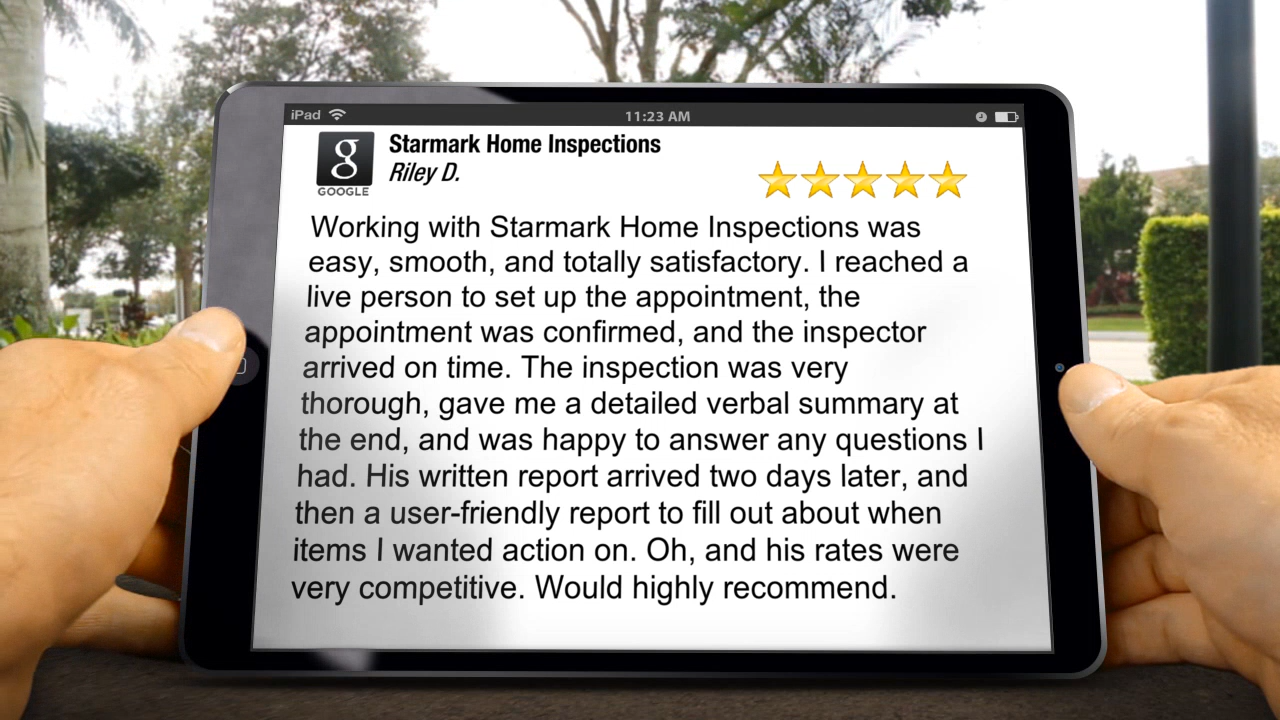 iPad 11:23 AM
g
GOOGLE
Starmark Home Inspections
Riley D.
Working with Starmark Home Inspections was
easy, smooth, and totally satisfactory. I reached a
live person to set up the appointment, the
appointment was confirmed, and the inspector
arrived on time. The inspection was very
thorough, gave me a detailed verbal summary at
the end, and was happy to answer any questions I
had. His written report arrived two days later, and
then a user-friendly report to fill out about when
items I wanted action on. Oh, and his rates were
very competitive. Would highly recommend.